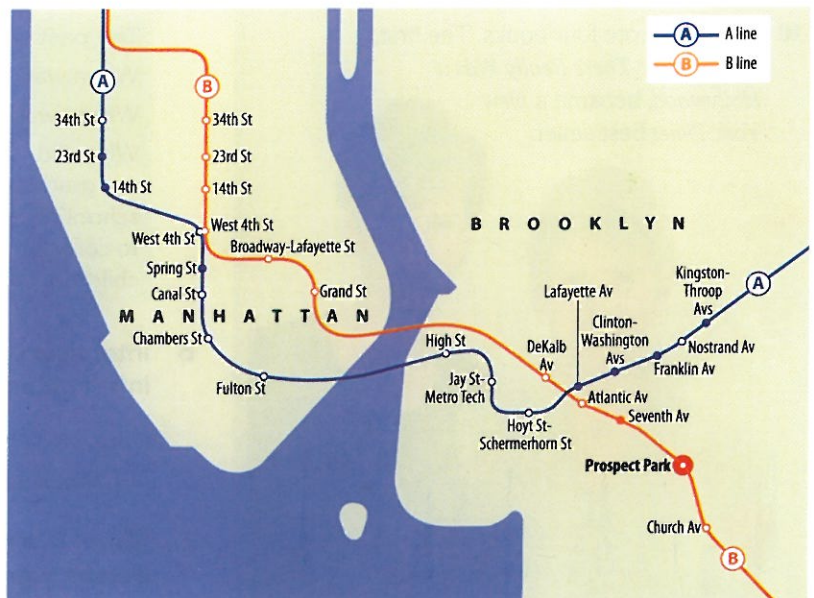 A A line
B B line
A
B
34th St
34th St
23rd St
23rd St
14th St
14th St
West 4th St
West 4th St
Broadway-Lafayette St
Spring St
Canal St
Grand St
MANHATTAN
Chambers St
Fulton St
BROOKLYN
High St
Jay St-
Metro Tech
Hoyt St-
Schermerhorn St
Lafayette Av
DeKalb
Av
Clinton-
Washington
Avs
Kingston-
Throop
Avs
A
Nostrand Av
Franklin Av
Atlantic Av
Seventh Av
Prospect Park
Church Av
B